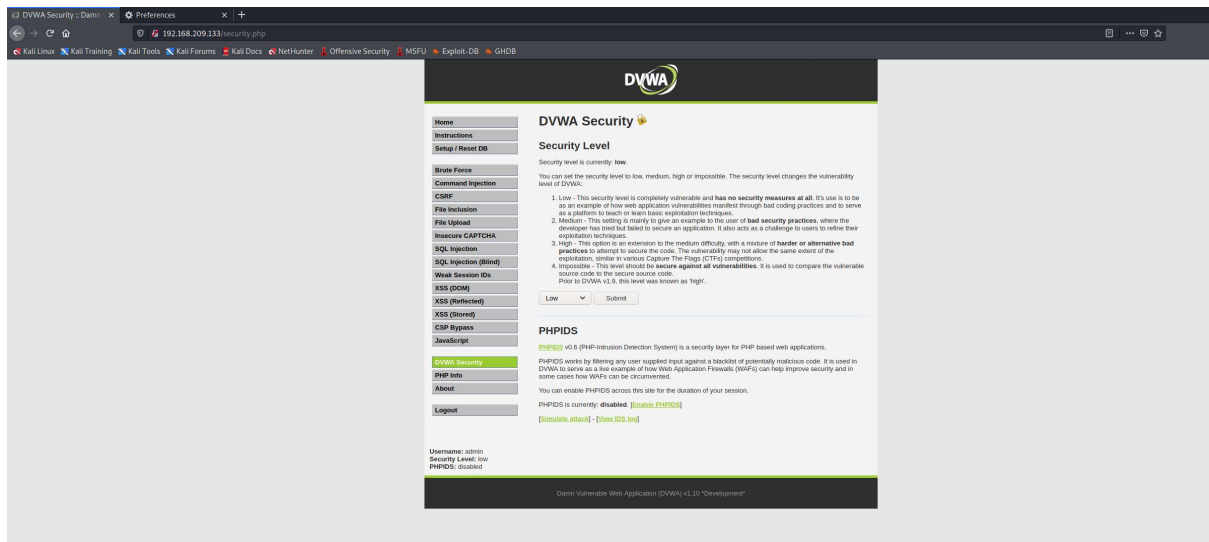 DVWA Security :: Damn
Preferences
192.168.209.133/security.php
Kali Linux
Kali Training
Kali Tools
Kali Forums
Kali Docs
NetHunter
Offensive Security
MSFU
Exploit-DB
GHDB
DVWA
Home
Instructions
Setup / Reset DB
Brute Force
Command Injection
CSRF
File Inclusion
File Upload
Insecure CAPTCHA
SQL Injection
SQL Injection (Blind)
Weak Session IDs
XSS (DOM)
XSS (Reflected)
XSS (Stored)
CSP Bypass
JavaScript
DVWA Security
PHP Info
About
Logout
DVWA Security
Security Level
Security level is currently: low.
You can set the security level to low, medium, high or impossible. The security level changes the vulnerability
level of DVWA:
1. Low - This security level is completely vulnerable and has no security measures at all. It's use is to be
as an example of how web application vulnerabilities manifest through bad coding practices and to serve
as a platform to teach or learn basic exploitation techniques.
2. Medium - This setting is mainly to give an example to the user of bad security practices, where the
developer has tried but failed to secure an application. It also acts as a challenge to users to refine their
exploitation techniques.
3. High - This option is an extension to the medium difficulty, with a mixture of harder or alternative bad
practices to attempt to secure the code. The vulnerability may not allow the same extent of the
exploitation, similar in various Capture The Flags (CTFs) competitions.
4. Impossible - This level should be secure against all vulnerabilities. It is used to compare the vulnerable
source code to the secure source code.
Prior to DVWA v1.9, this level was known as 'high'.
Low
Submit
PHPIDS
PHPIDS v0.6 (PHP-Intrusion Detection System) is a security layer for PHP based web applications.
PHPIDS works by filtering any user supplied input against a blacklist of potentially malicious code. It is used in
DVWA to serve as a live example of how Web Application Firewalls (WAFs) can help improve security and in
some cases how WAFs can be circumvented.
You can enable PHPIDS across this site for the duration of your session.
PHPIDS is currently: disabled. [Enable PHPIDS]
[Simulate attack] - [View IDS log]
Username: admin
Security Level: low
PHPIDS: disabled
Damn Vulnerable Web Application (DVWA) v1.10 *Development*